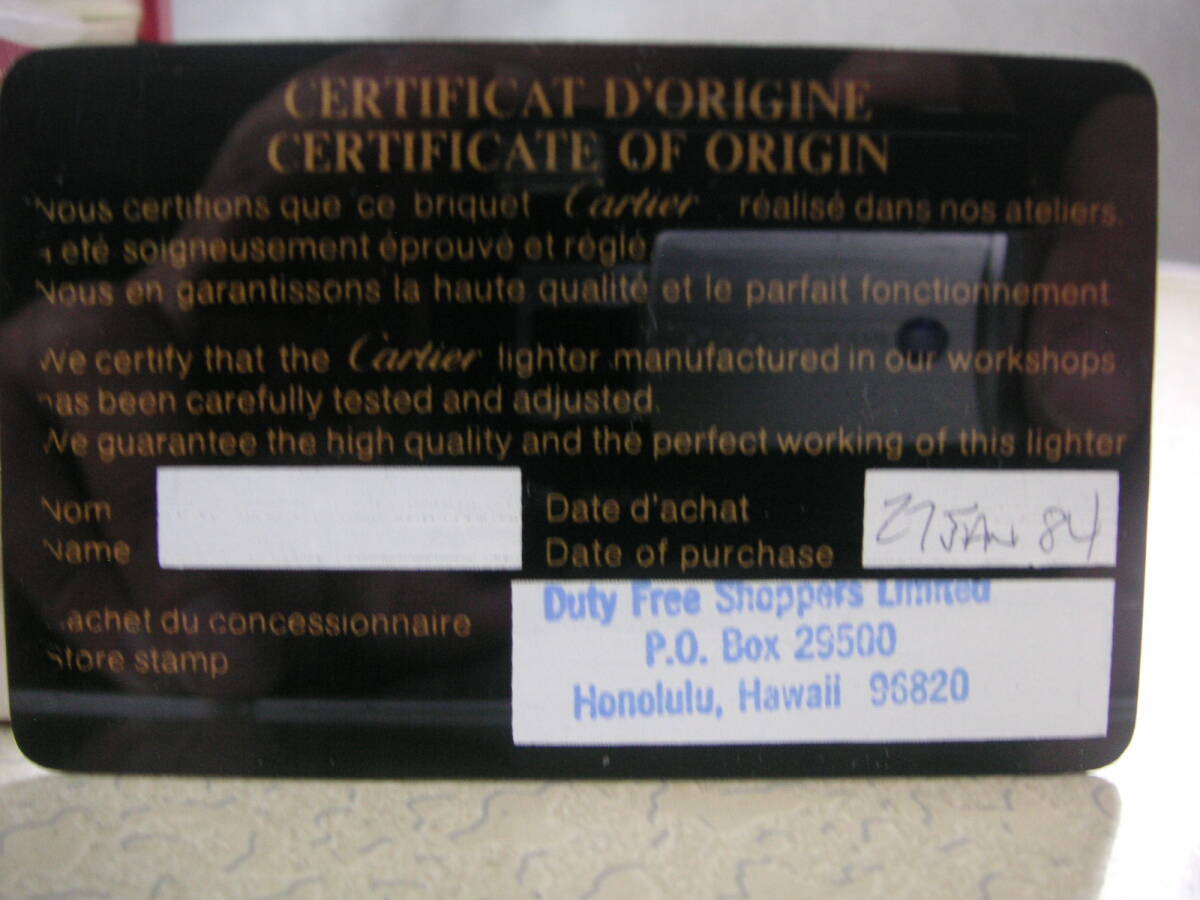 CERTIFICAT D'ORIGINE
CERTIFICATE OF ORIGIN
Nous certifions que ce briquet Cartier réalisé dans nos ateliers.
a été soigneusement éprouvé et réglé
Nous en garantissons la haute qualité et le parfait fonctionnement
We certify that the Cartier lighter manufactured in our workshops
has been carefully tested and adjusted.
We guarantee the high quality and the perfect working of this lighter
Nom
Name
Date d'achat
Date of purchase
27 JAN 84
Cachet du concessionnaire
Store stamp
Duty Free Shoppers Limited
P.O. Box 29500
Honolulu, Hawaii 96820